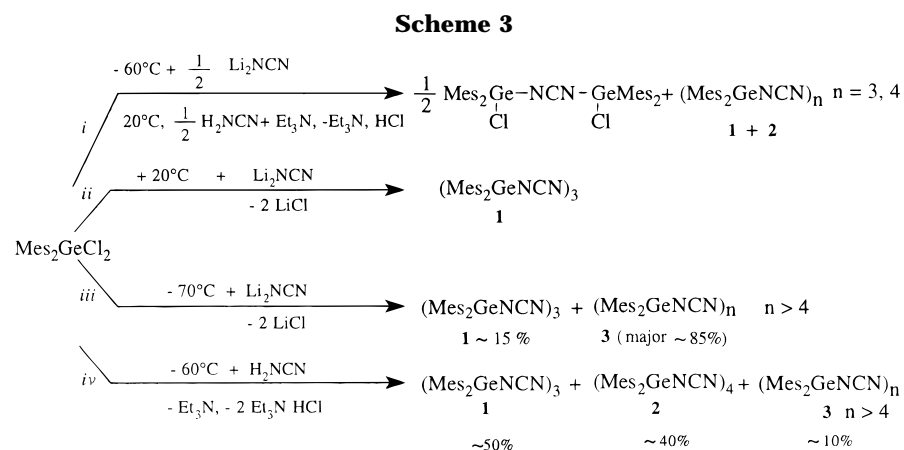 Scheme 3
- 60°C + 1/2 Li₂NCN
i
20°C, 1/2 H₂NCN+ Et₃N, -Et₃N, HCl
1/2 Mes₂Ge–NCN–GeMes₂+ (Mes₂GeNCN)ₙ n = 3, 4
Cl Cl
1 + 2
ii
+ 20°C + Li₂NCN
- 2 LiCl
(Mes₂GeNCN)₃
1
Mes₂GeCl₂
iii
- 70°C + Li₂NCN
- 2 LiCl
(Mes₂GeNCN)₃ + (Mes₂GeNCN)n n > 4
1 ~ 15 % 3 (major ~85%)
iv
- 60°C + H₂NCN
- Et₃N, - 2 Et₃N HCl
(Mes₂GeNCN)₃ + (Mes₂GeNCN)₄ + (Mes₂GeNCN)ₙ
1 2 3 n > 4
~50% ~40% ~10%